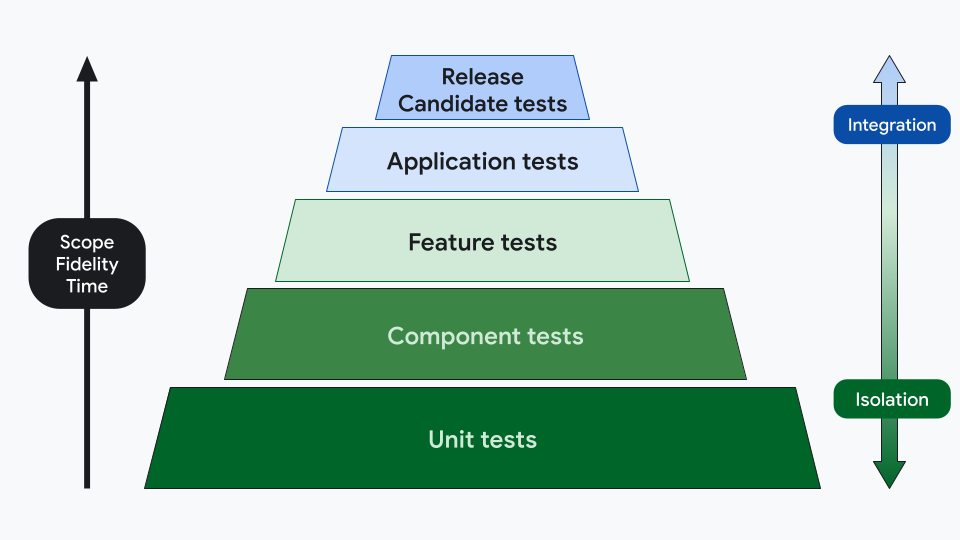 Release
Candidate tests
Integration
Application tests
Scope
Fidelity
Time
Feature tests
Component tests
Isolation
Unit tests